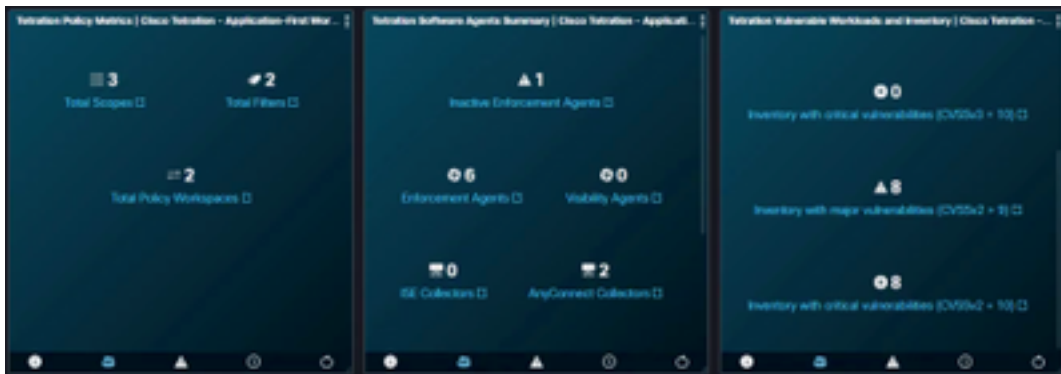 Tetration Policy Metrics | Cisco Tetration - Application-First Wor...
3
Total Scopes
2
Total Filters
2
Total Policy Workspaces
Tetration Software Agents Summary | Cisco Tetration - Applicati...
1
Inactive Enforcement Agents
6
Enforcement Agents
0
Visibility Agents
0
ISE Collectors
2
AnyConnect Collectors
Tetration Vulnerable Workloads and Inventory | Cisco Tetration -...
0
Inventory with critical vulnerabilities (CVSSv3 = 10)
8
Inventory with major vulnerabilities (CVSSv2 > 9)
8
Inventory with critical vulnerabilities (CVSSv2 = 10)